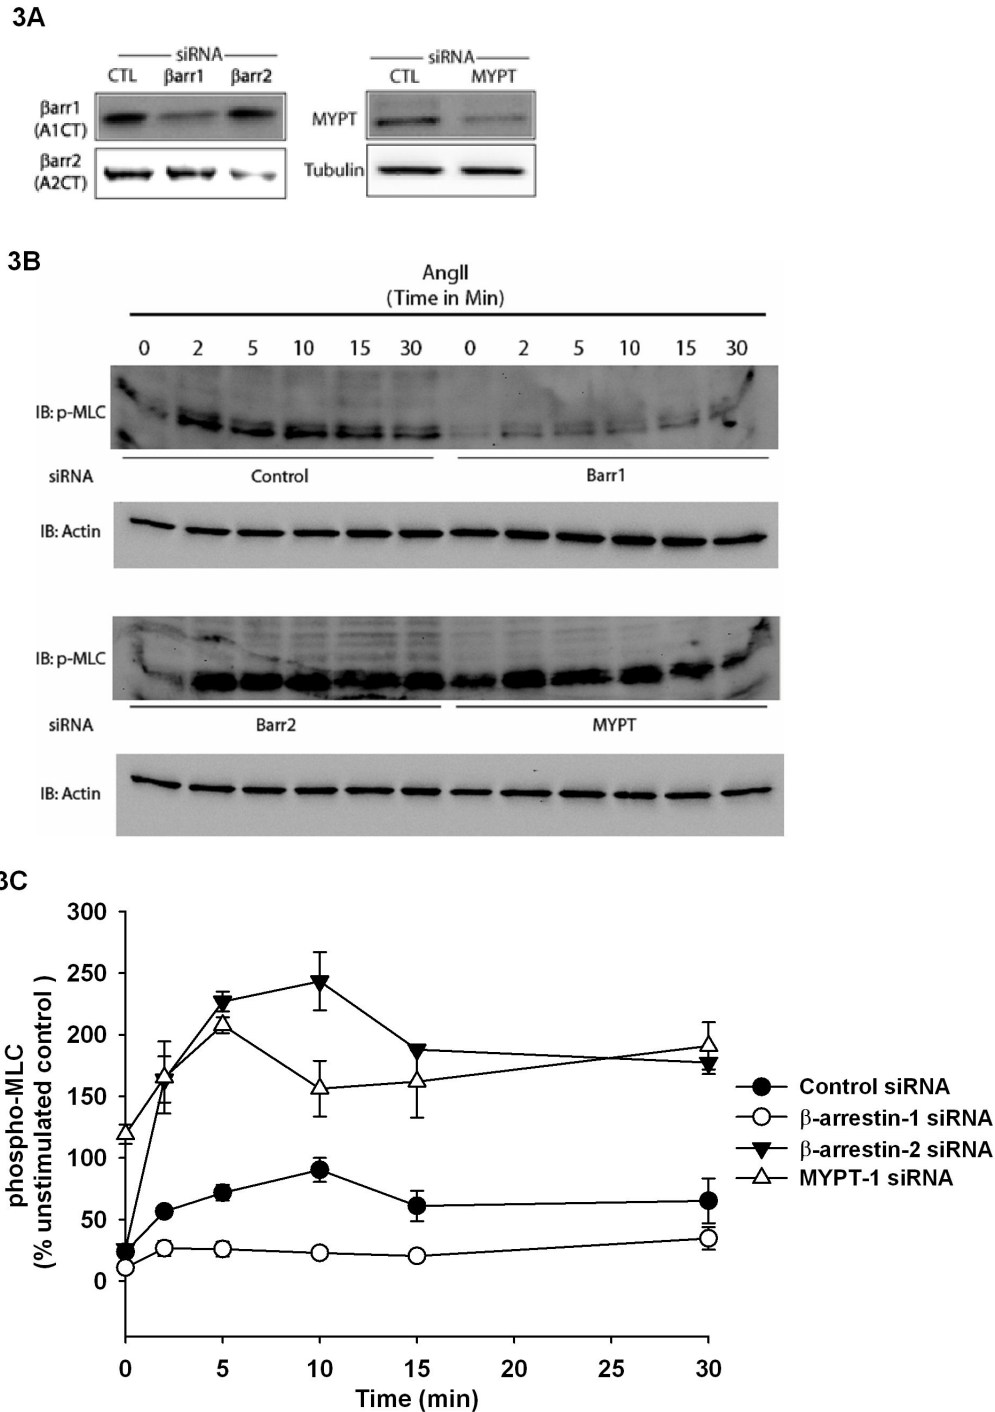 3A
siRNA
CTL βarr1 βarr2
βarr1
(A1CT)
βarr2
(A2CT)
siRNA
CTL MYPT
MYPT
Tubulin
3B
AngII
(Time in Min)
0 2 5 10 15 30 0 2 5 10 15 30
IB: p-MLC
siRNA Control Barr1
IB: Actin
IB: p-MLC
siRNA Barr2 MYPT
IB: Actin
3C
phospho-MLC
(% unstimulated control )
300
250
200
150
100
50
0
0 5 10 15 20 25 30
Time (min)
Control siRNA
β-arrestin-1 siRNA
β-arrestin-2 siRNA
MYPT-1 siRNA